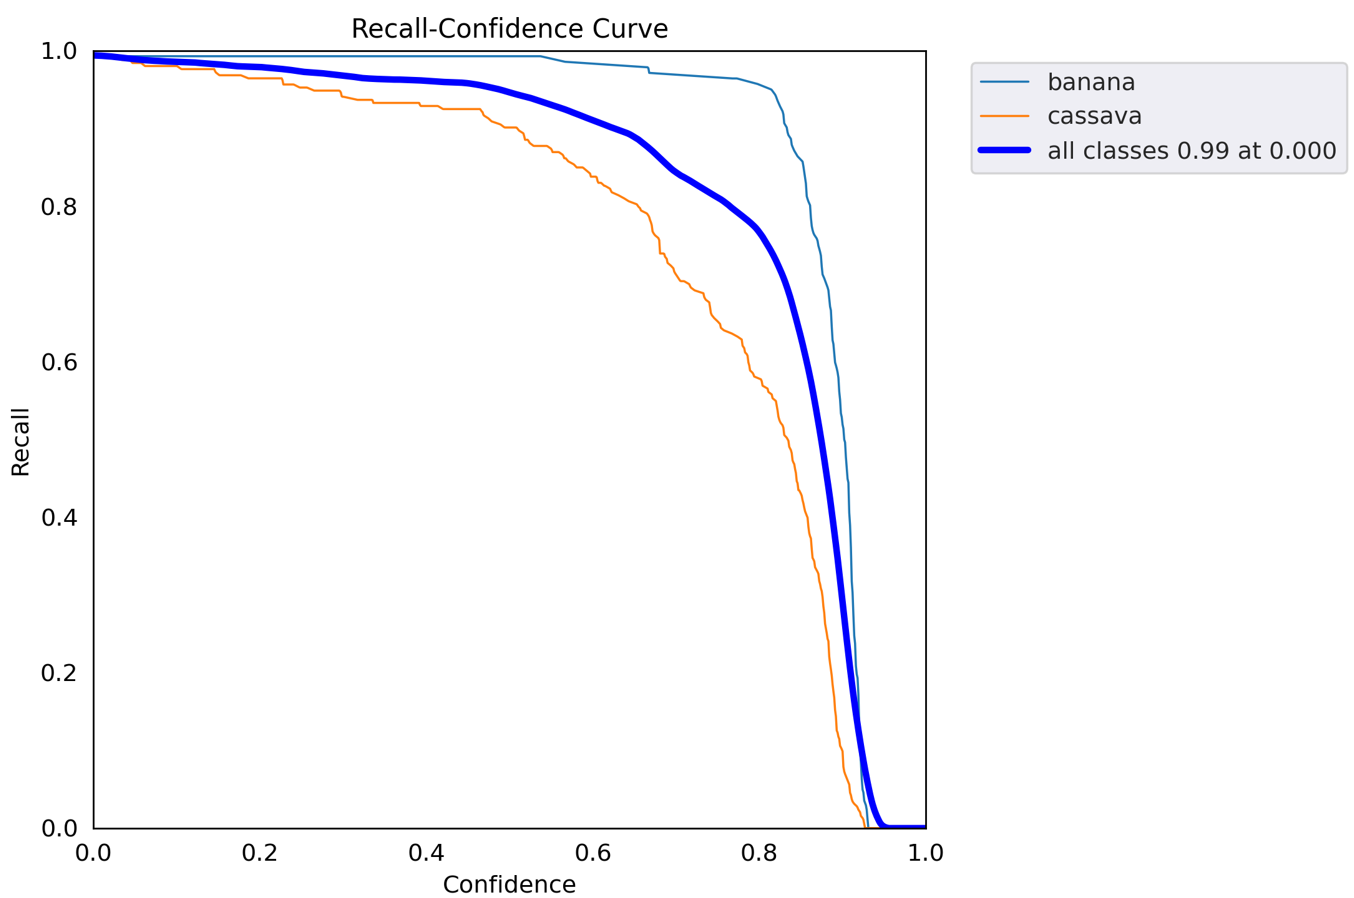 Recall-Confidence Curve
1.0
0.8
0.6
0.4
0.2
0.0
Recall
0.0 0.2 0.4 0.6 0.8 1.0
Confidence
banana
cassava
all classes 0.99 at 0.000